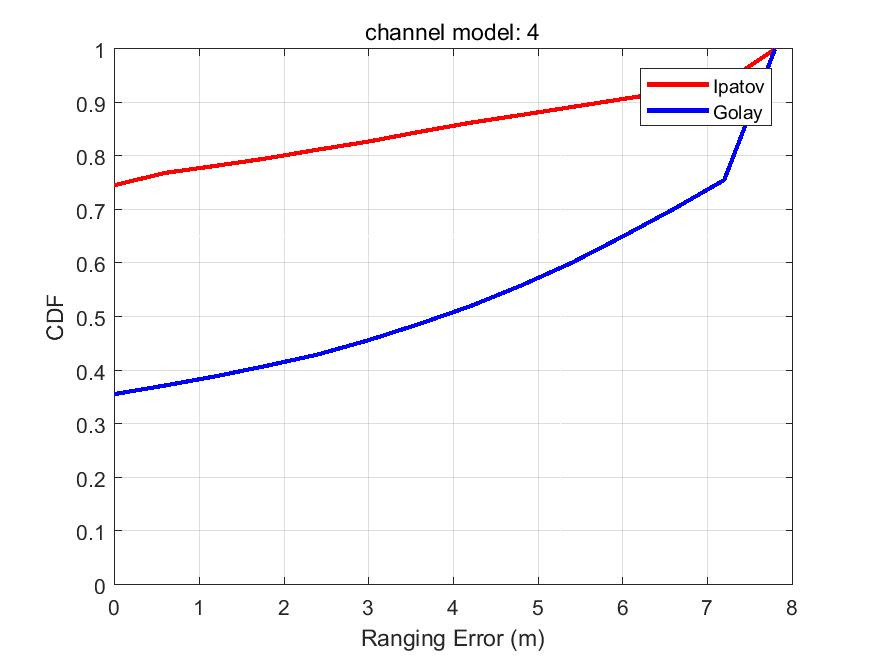 channel model: 4
1
0.9
0.8
0.7
0.6
0.5
0.4
0.3
0.2
0.1
0
CDF
Ipatov
Golay
0 1 2 3 4 5 6 7 8
Ranging Error (m)